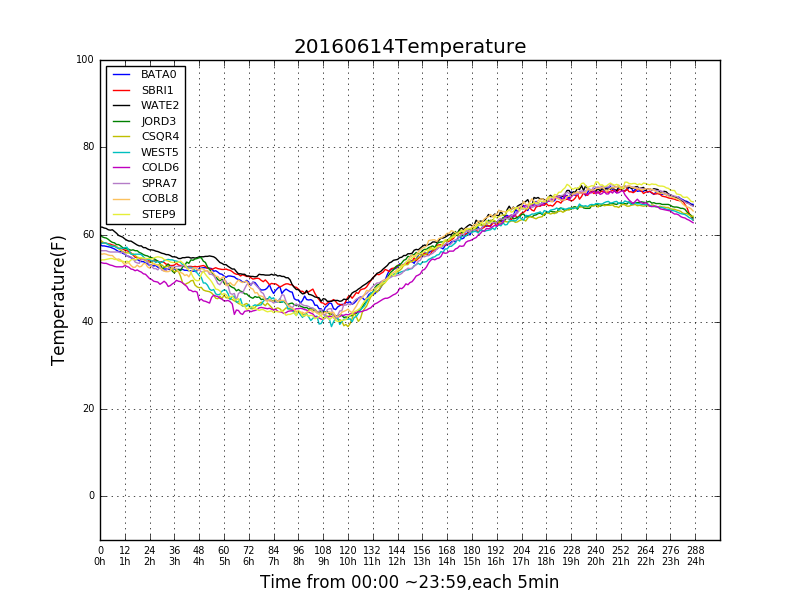 20160614Temperature
100
80
60
40
20
0
Temperature(F)
BATA0
SBRI1
WATE2
JORD3
CSQR4
WEST5
COLD6
SPRA7
COBL8
STEP9
0 12 24 36 48 60 72 84 96 108 120 132 144 156 168 180 192 204 216 228 240 252 264 276 288
0h 1h 2h 3h 4h 5h 6h 7h 8h 9h 10h 11h 12h 13h 14h 15h 16h 17h 18h 19h 20h 21h 22h 23h 24h
Time from 00:00 ~23:59,each 5min